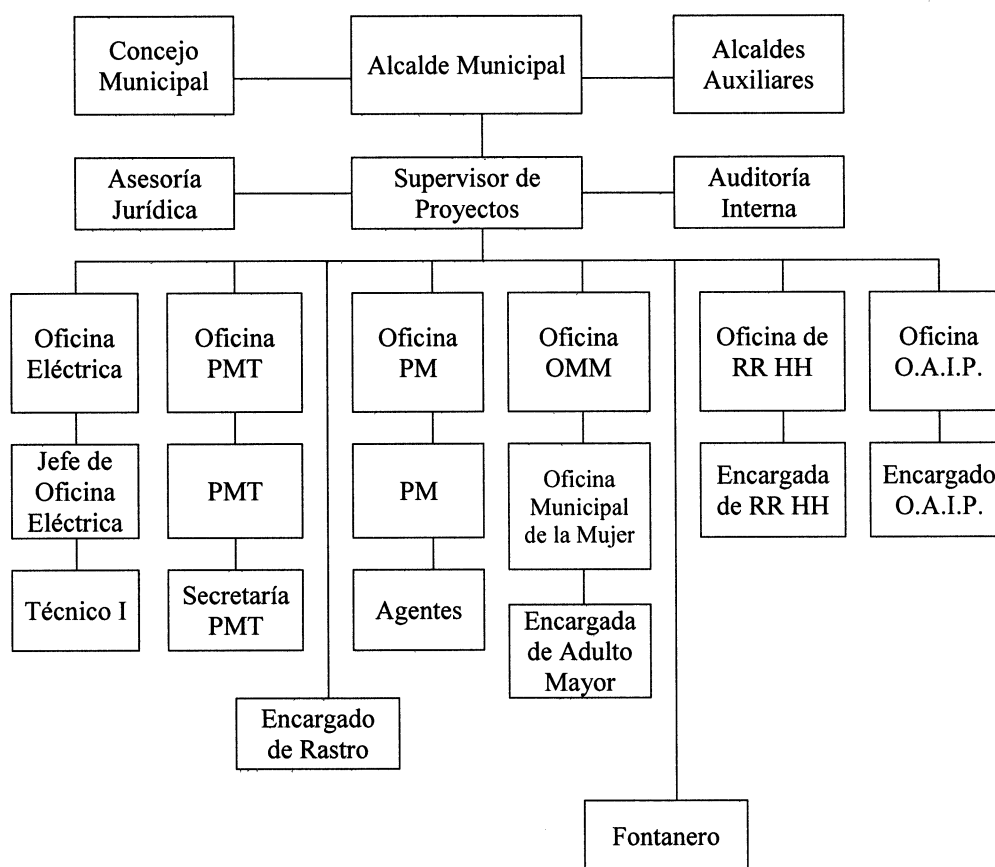 Concejo
Municipal
Alcalde Municipal
Alcaldes
Auxiliares
Asesoría
Jurídica
Supervisor de
Proyectos
Auditoría
Interna
Oficina
Eléctrica
Oficina
PMT
Oficina
PM
Oficina
OMM
Oficina de
RR HH
Oficina
O.A.I.P.
Jefe de
Oficina
Eléctrica
PMT
PM
Oficina
Municipal
de la Mujer
Encargada
de RR HH
Encargado
O.A.I.P.
Técnico I
Secretaría
PMT
Agentes
Encargada
de Adulto
Mayor
Encargado
de Rastro
Fontanero